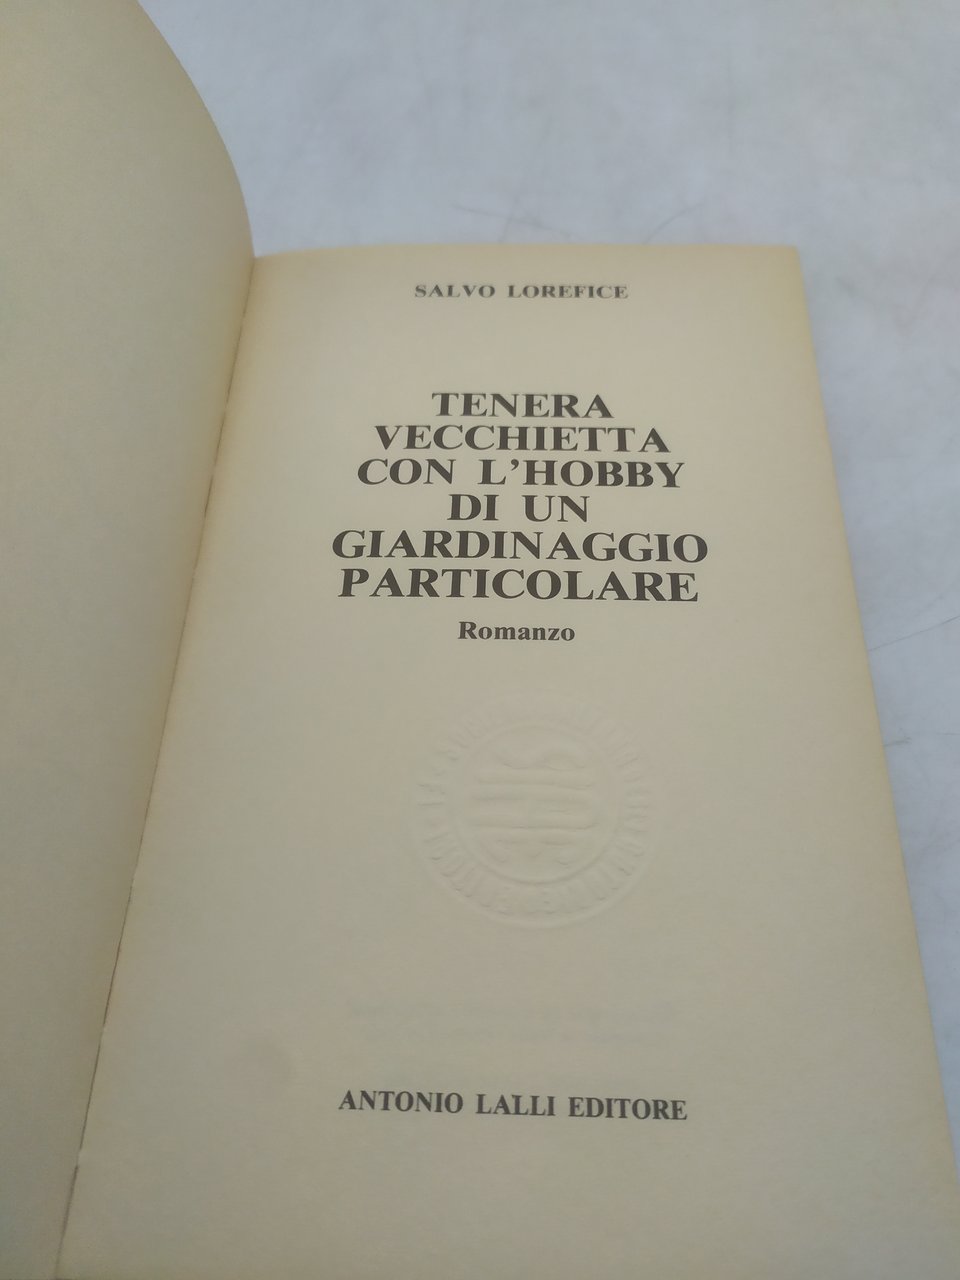 SALVO LOREFICE
TENERA
VECCHIETTA
CON L'HOBBY
DI UN
GIARDINAGGIO
PARTICOLARE
Romanzo
ANTONIO LALLI EDITORE